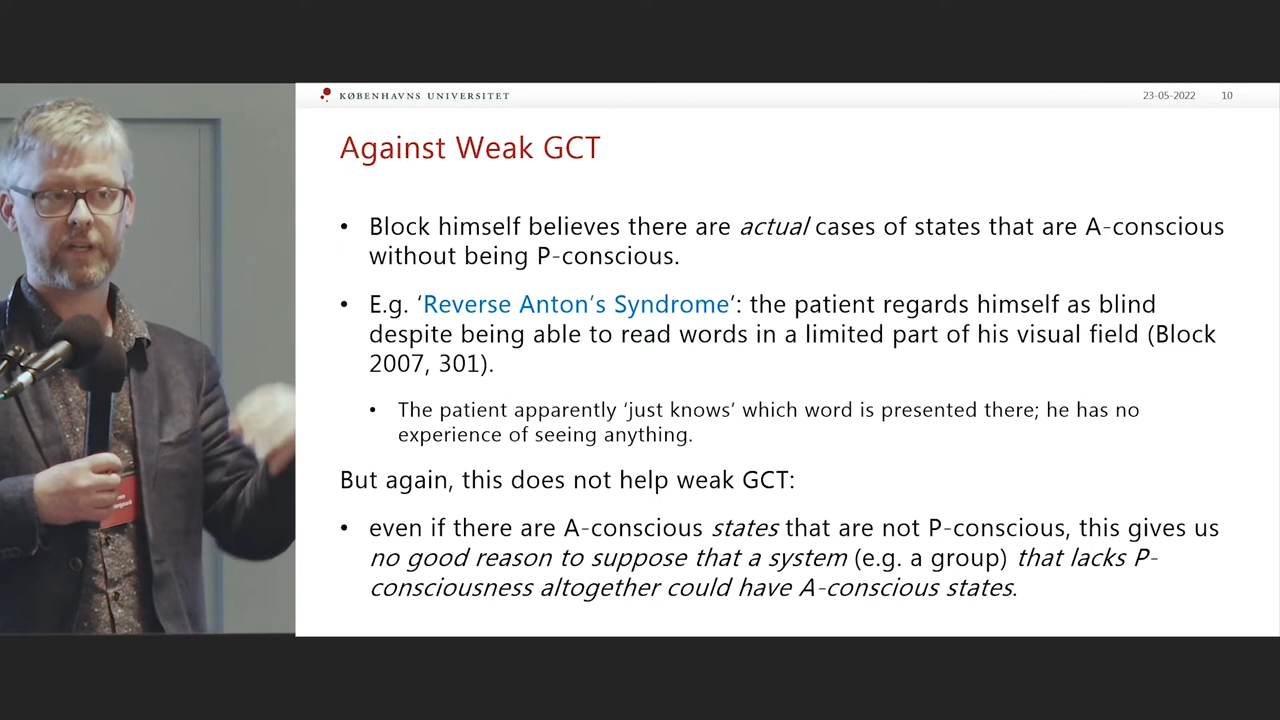 KØBENHAVNS UNIVERSITET
23-05-2022 10
Against Weak GCT
• Block himself believes there are actual cases of states that are A-conscious
without being P-conscious.
• E.g. ‘Reverse Anton’s Syndrome‘: the patient regards himself as blind
despite being able to read words in a limited part of his visual field (Block
2007, 301).
• The patient apparently ‘just knows’ which word is presented there; he has no
experience of seeing anything.
But again, this does not help weak GCT:
• even if there are A-conscious states that are not P-conscious, this gives us
no good reason to suppose that a system (e.g. a group) that lacks P-
consciousness altogether could have A-conscious states.